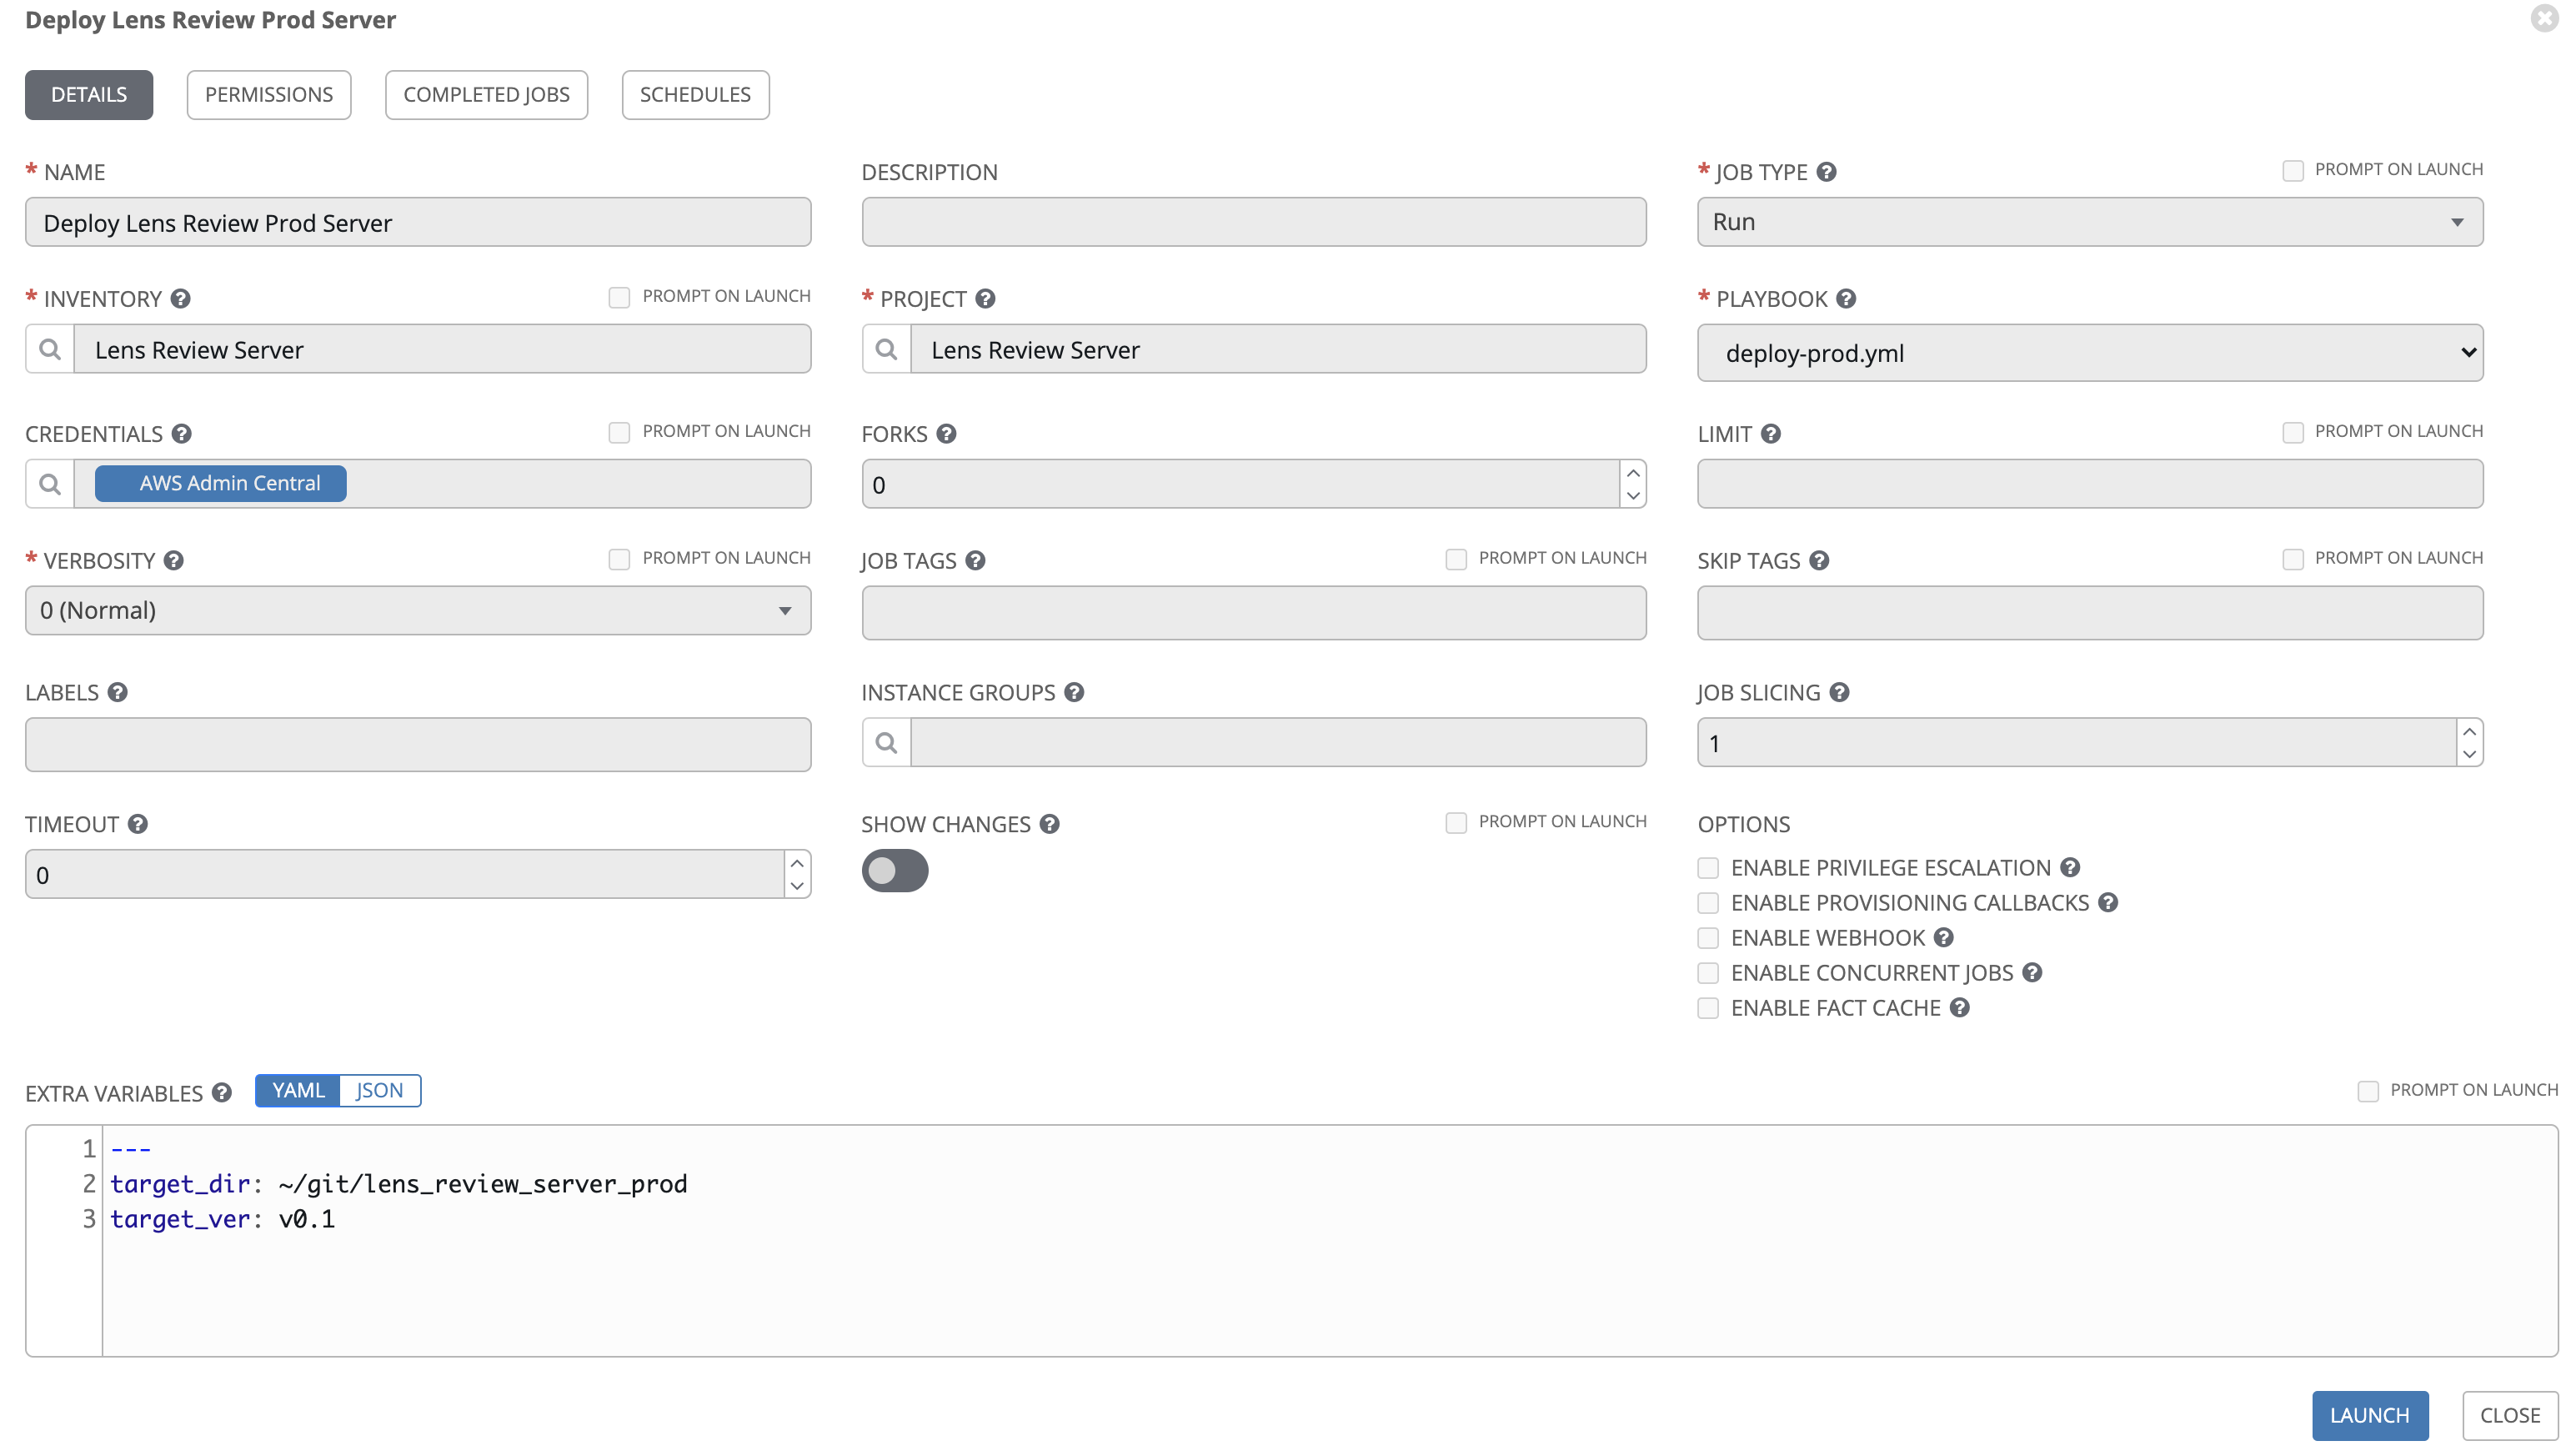 Deploy Lens Review Prod Server
DETAILS PERMISSIONS COMPLETED JOBS SCHEDULES
* NAME
Deploy Lens Review Prod Server
DESCRIPTION
* JOB TYPE PROMPT ON LAUNCH
Run
* INVENTORY PROMPT ON LAUNCH
Lens Review Server
* PROJECT
Lens Review Server
* PLAYBOOK
deploy-prod.yml
CREDENTIALS PROMPT ON LAUNCH
AWS Admin Central
FORKS
0
LIMIT PROMPT ON LAUNCH
* VERBOSITY PROMPT ON LAUNCH
0 (Normal)
JOB TAGS PROMPT ON LAUNCH
SKIP TAGS PROMPT ON LAUNCH
LABELS
INSTANCE GROUPS
JOB SLICING
1
TIMEOUT
0
SHOW CHANGES PROMPT ON LAUNCH
OPTIONS
ENABLE PRIVILEGE ESCALATION
ENABLE PROVISIONING CALLBACKS
ENABLE WEBHOOK
ENABLE CONCURRENT JOBS
ENABLE FACT CACHE
EXTRA VARIABLES YAML JSON PROMPT ON LAUNCH
1 ---
2 target_dir: ~/git/lens_review_server_prod
3 target_ver: v0.1
LAUNCH CLOSE